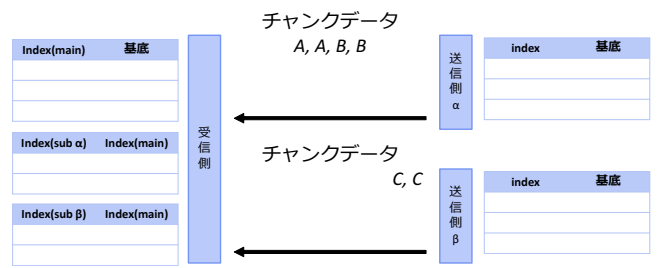 チャンクデータ
A, A, B, B
Index(main) 基底
index 基底
送信側α
受信側
Index(sub α) Index(main)
チャンクデータ
C, C
送信側β
index 基底
Index(sub β) Index(main)